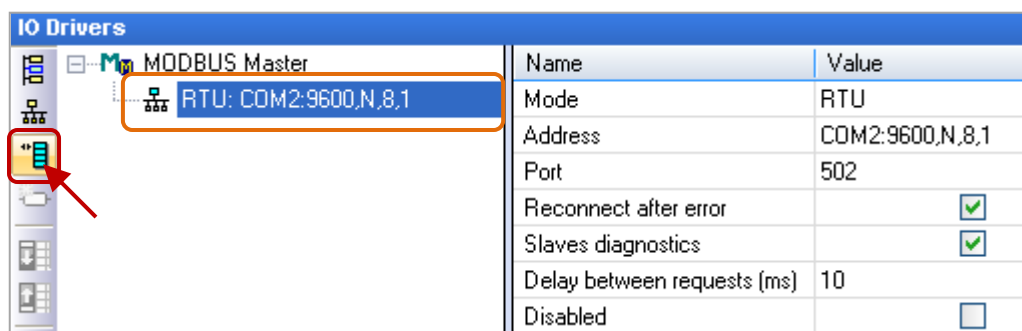 IO Drivers
MODBUS Master
RTU: COM2:9600,N,8,1
Name Value
Mode RTU
Address COM2:9600,N,8,1
Port 502
Reconnect after error
Slaves diagnostics
Delay between requests (ms) 10
Disabled